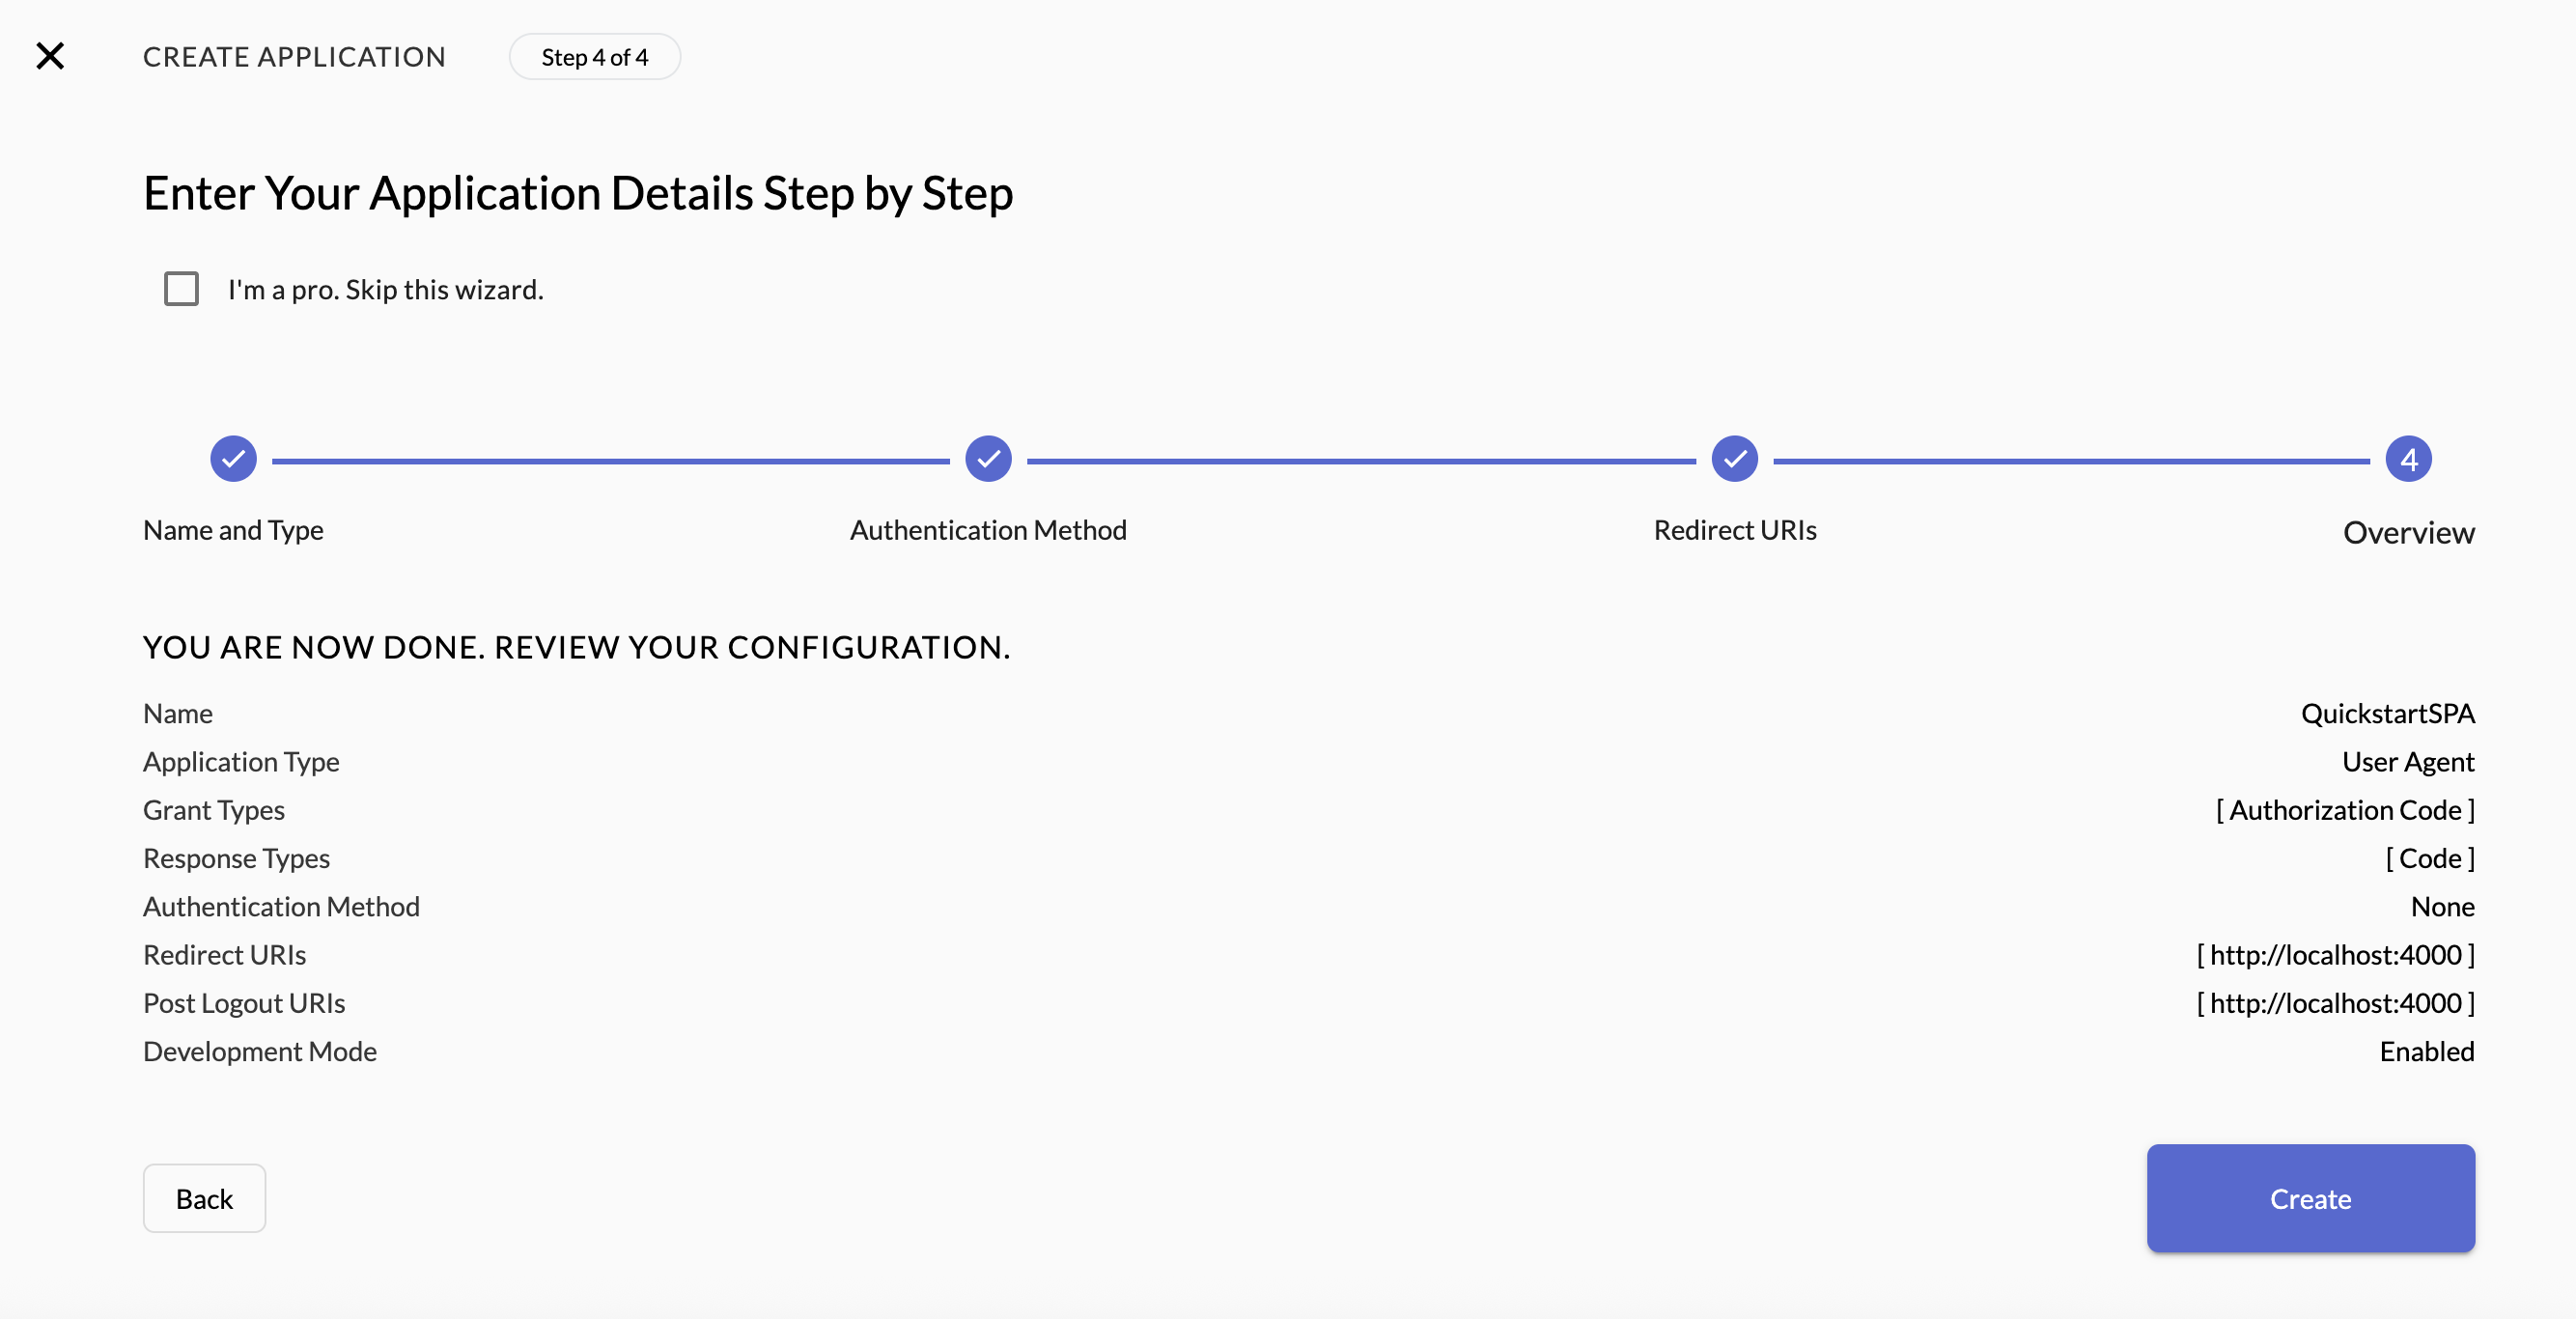 CREATE APPLICATION Step 4 of 4
Enter Your Application Details Step by Step
I'm a pro. Skip this wizard.
4
Name and Type Authentication Method Redirect URIs Overview
YOU ARE NOW DONE. REVIEW YOUR CONFIGURATION.
Name QuickstartSPA
Application Type User Agent
Grant Types [ Authorization Code ]
Response Types [ Code ]
Authentication Method None
Redirect URIs [ http://localhost:4000 ]
Post Logout URIs [ http://localhost:4000 ]
Development Mode Enabled
Back Create